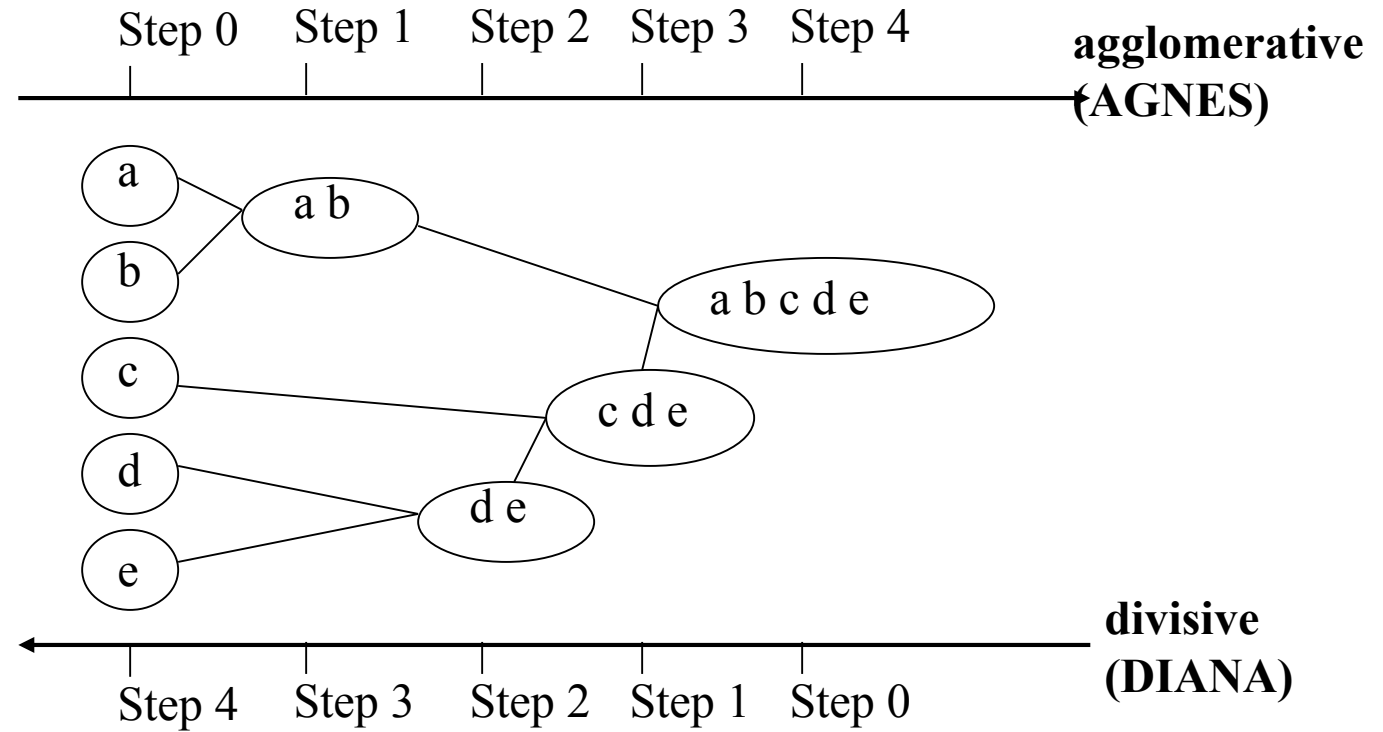 Step 0 Step 1 Step 2 Step 3 Step 4
agglomerative
(AGNES)
a
a b
b
a b c d e
c
c d e
d
d e
e
divisive
(DIANA)
Step 4 Step 3 Step 2 Step 1 Step 0